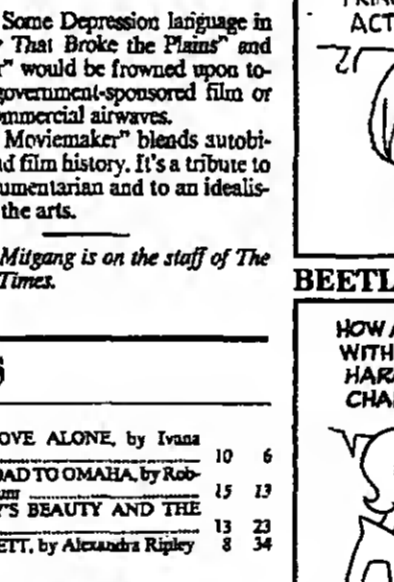 Some Depression language in
That Broke the Plains" and
would be frowned upon to-
government-sponsored film or
mmercial airwaves.
Moviemaker" blends autobi-
nd film history. It's a tribute to
umentarian and to an idealis-
the arts.
Mitgang is on the staff of The
Times.
OVE ALONE, by Ivana
10 6
OAD TO OMAHA, by Rob-
15 13
'S BEAUTY AND THE
13 23
ETT, by Alexandra Ripley 8 34
ACT
BEETL
HOW A
WITH
HAR
CHA